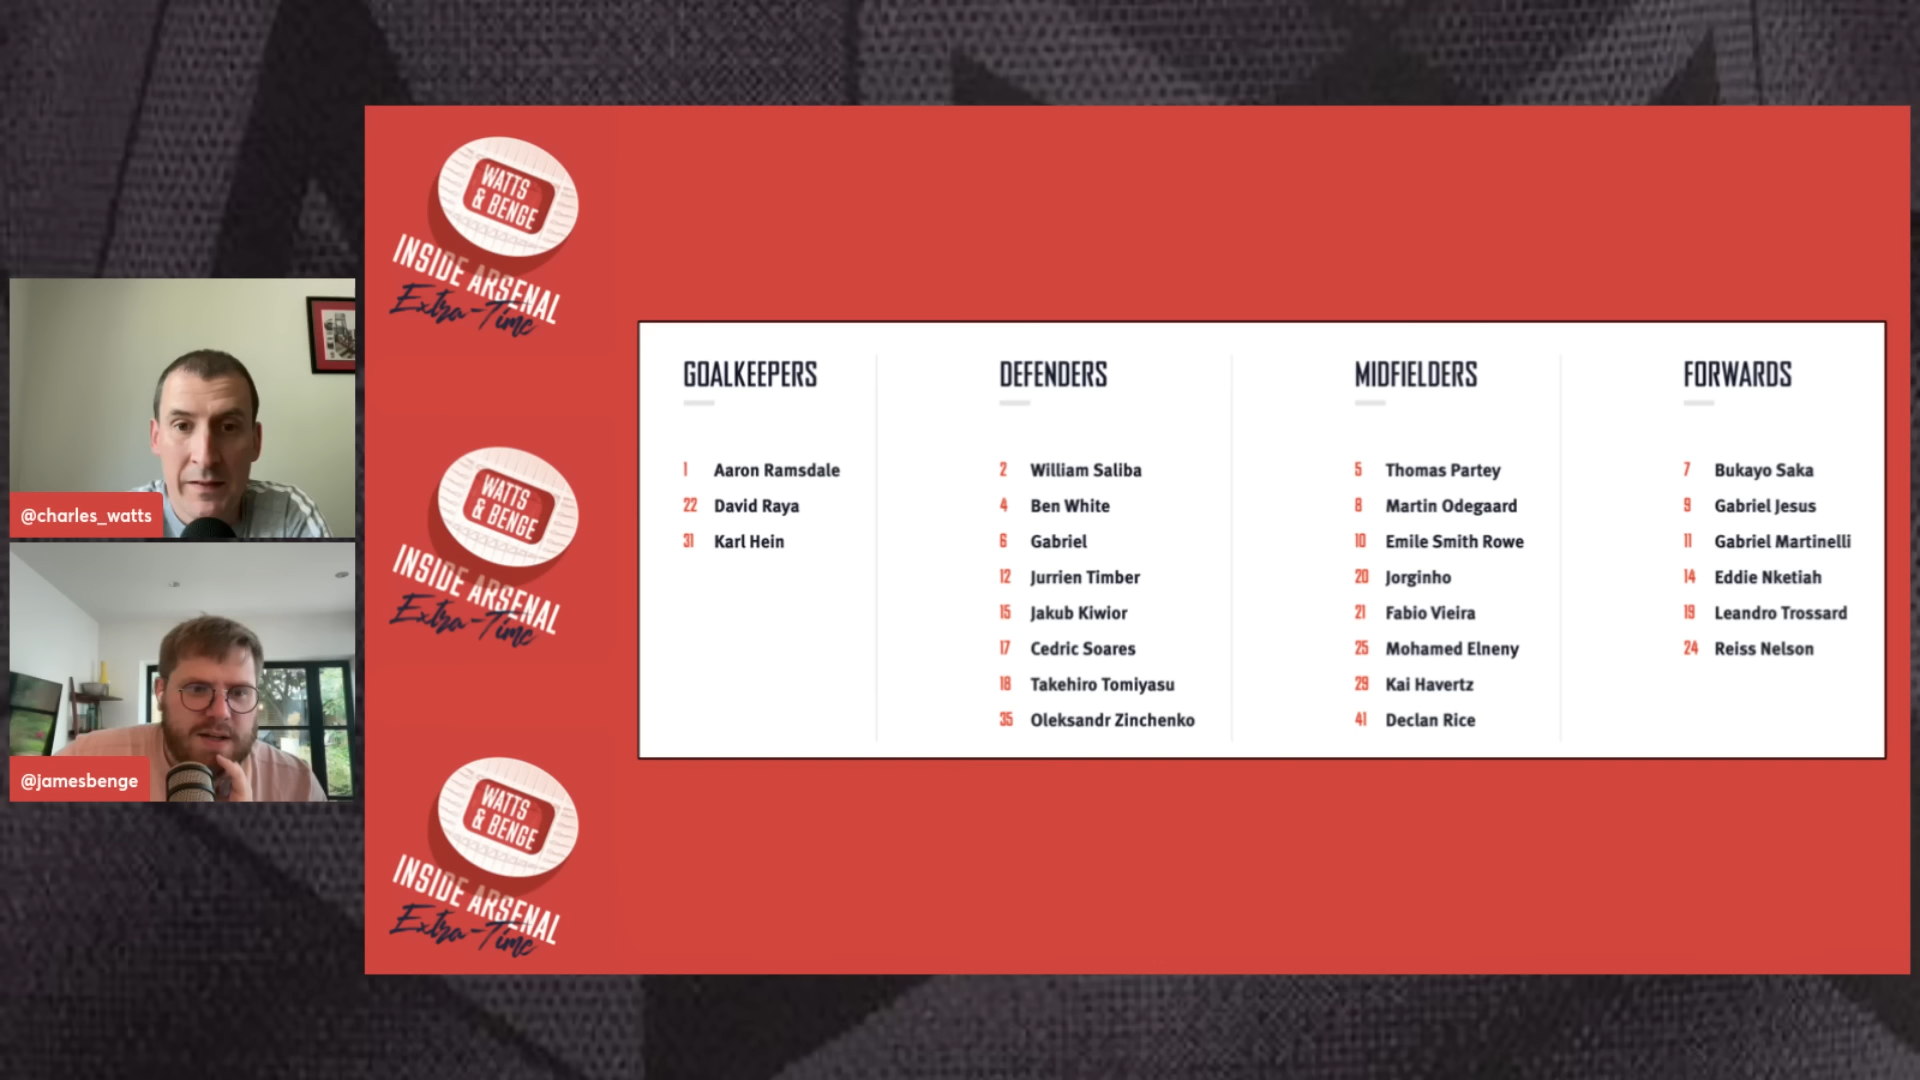 WATTS
& BENGE
INSIDE ARSENAL
Extra-Time
WATTS
& BENGE
INSIDE ARSENAL
Extra-Time
WATTS
& BENGE
INSIDE ARSENAL
Extra-Time
@charles_watts
@jamesbenge
GOALKEEPERS
1 Aaron Ramsdale
22 David Raya
31 Karl Hein
DEFENDERS
2 William Saliba
4 Ben White
6 Gabriel
12 Jurrien Timber
15 Jakub Kiwior
17 Cedric Soares
18 Takehiro Tomiyasu
35 Oleksandr Zinchenko
MIDFIELDERS
5 Thomas Partey
8 Martin Odegaard
10 Emile Smith Rowe
20 Jorginho
21 Fabio Vieira
25 Mohamed Elneny
29 Kai Havertz
41 Declan Rice
FORWARDS
7 Bukayo Saka
9 Gabriel Jesus
11 Gabriel Martinelli
14 Eddie Nketiah
19 Leandro Trossard
24 Reiss Nelson